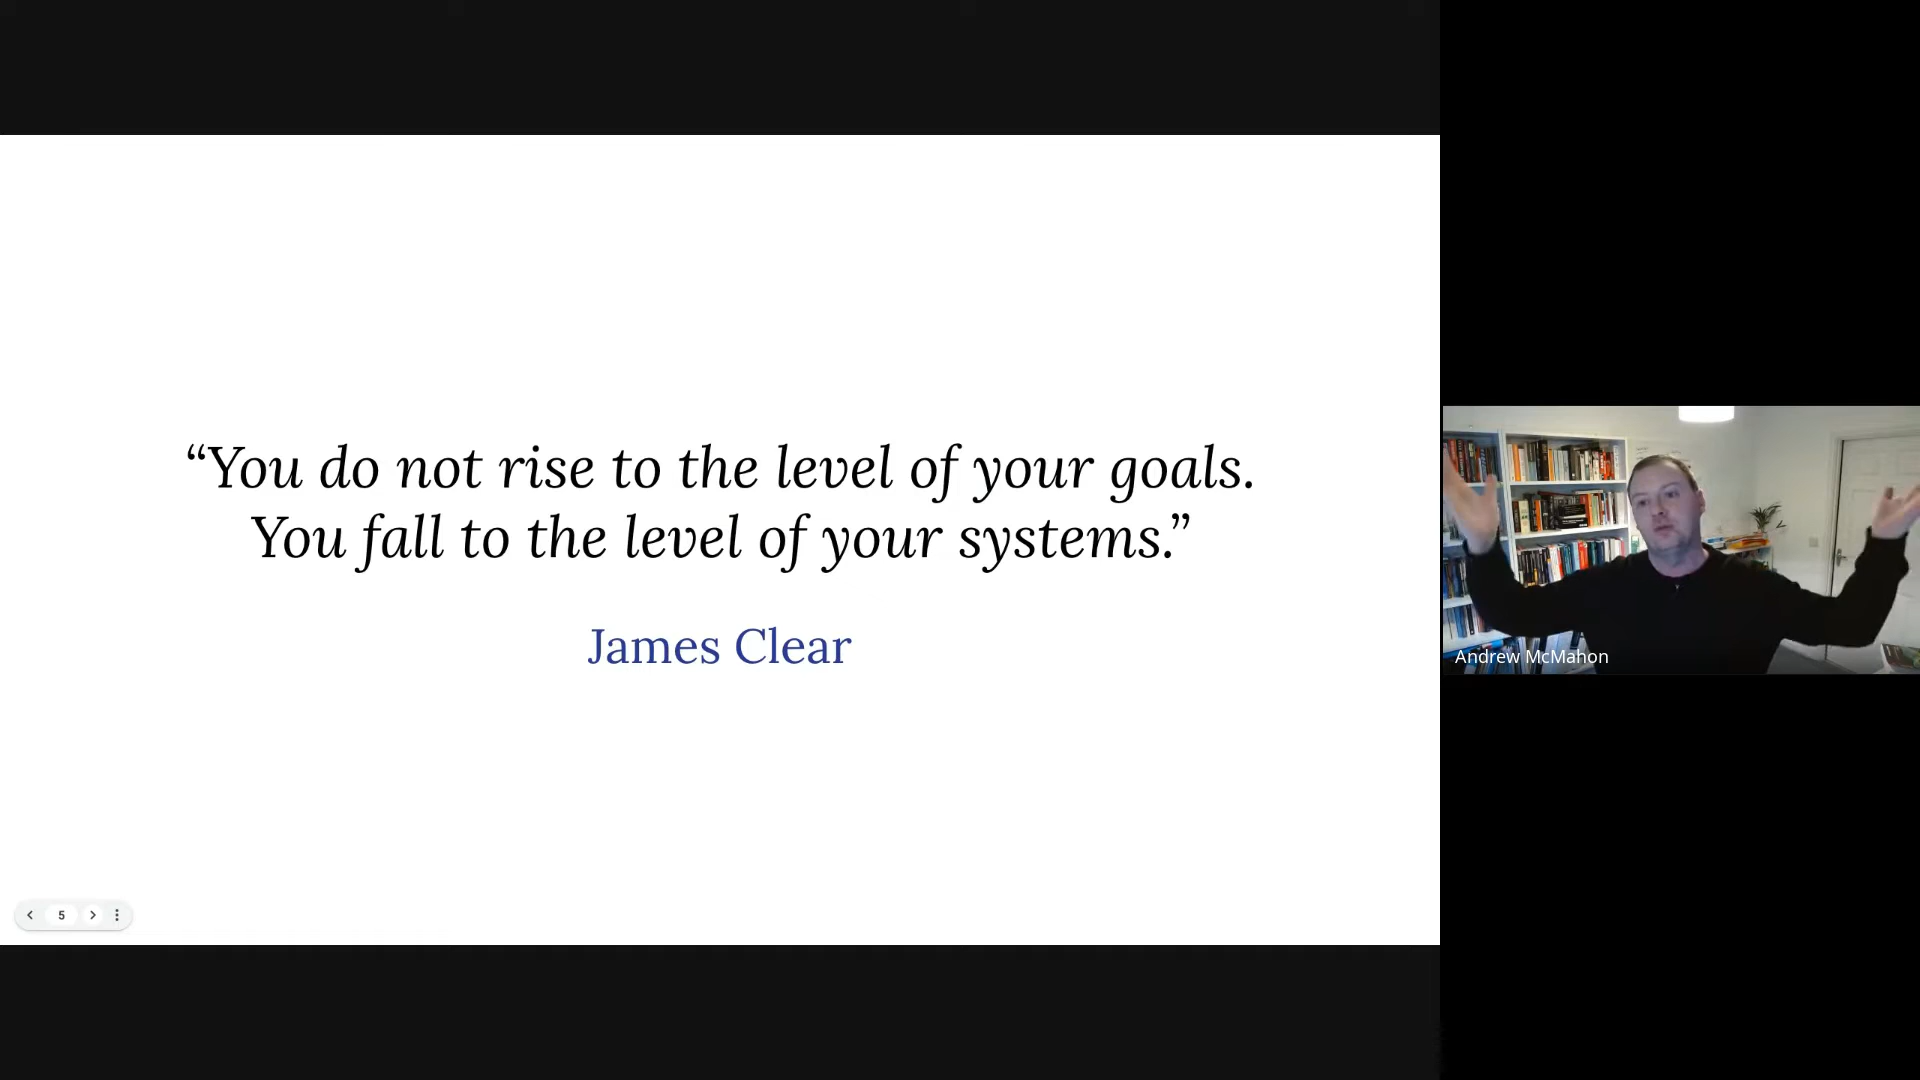 “You do not rise to the level of your goals.
You fall to the level of your systems.”
James Clear
5
Andrew McMahon